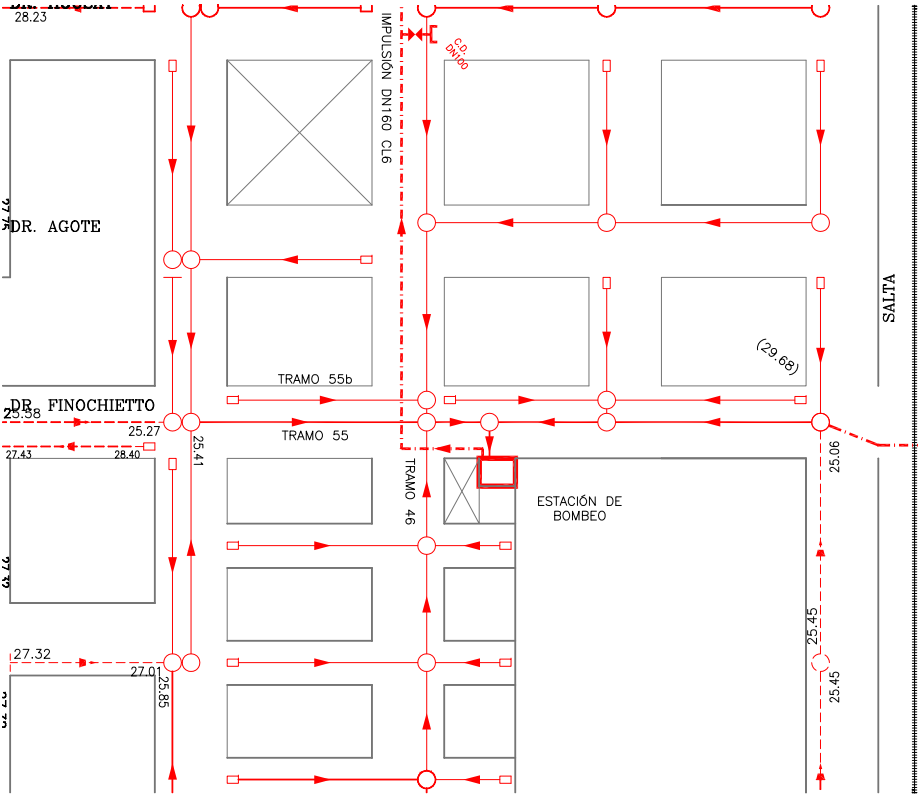 28.23
IMPULSIÓN DN160 CL6
C.D.
DN100
DR. AGOTE
SALTA
(29.68)
TRAMO 55b
DR. FINOCHIETTO
25.27
TRAMO 55
25.41
25.06
27.43
28.40
TRAMO 46
ESTACIÓN DE
BOMBEO
25.45
27.32
27.01
25.85
25.45